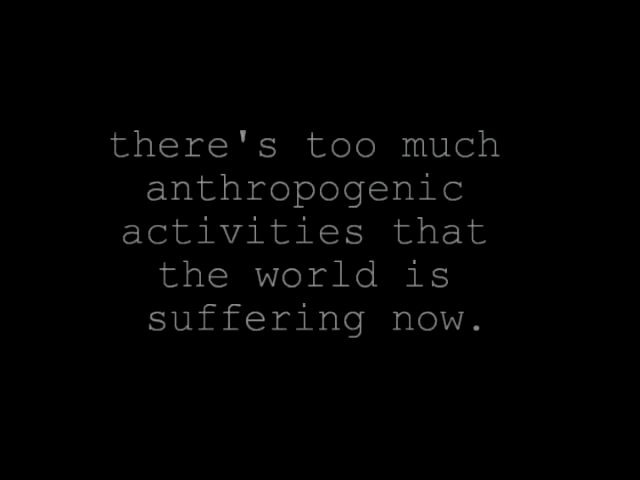 there's too much
anthropogenic
activities that
the world is
suffering now.